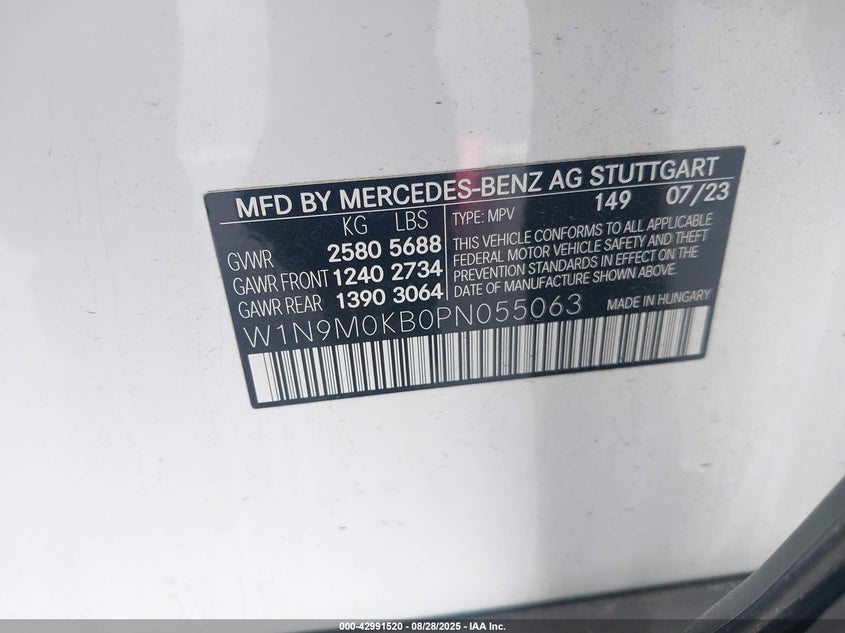 MFD BY MERCEDES-BENZ AG STUTTGART
149 07/23
KG LBS
GVWR 2580 5688
GAWR FRONT 1240 2734
GAWR REAR 1390 3064
TYPE: MPV
THIS VEHICLE CONFORMS TO ALL APPLICABLE
FEDERAL MOTOR VEHICLE SAFETY AND THEFT
PREVENTION STANDARDS IN EFFECT ON THE
DATE OF MANUFACTURE SHOWN ABOVE.
W1N9M0KB0PN055063
MADE IN HUNGARY
000-42991520 | 08/28/2025 - IAA Inc.